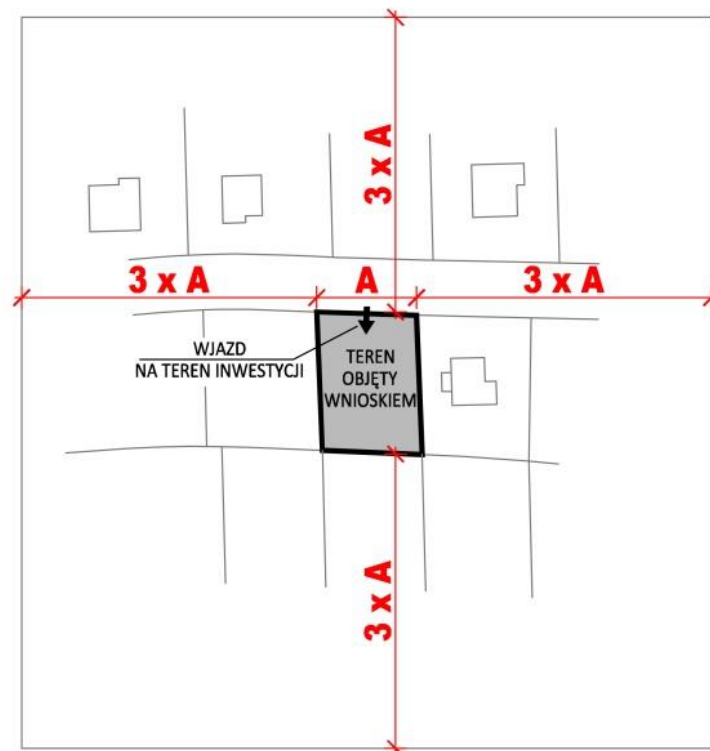 3 x A
3 x A
A
3 x A
WJAZD
NA TEREN INWESTYCJI
TEREN
OBJĘTY
WNIOSKIEM
3 x A